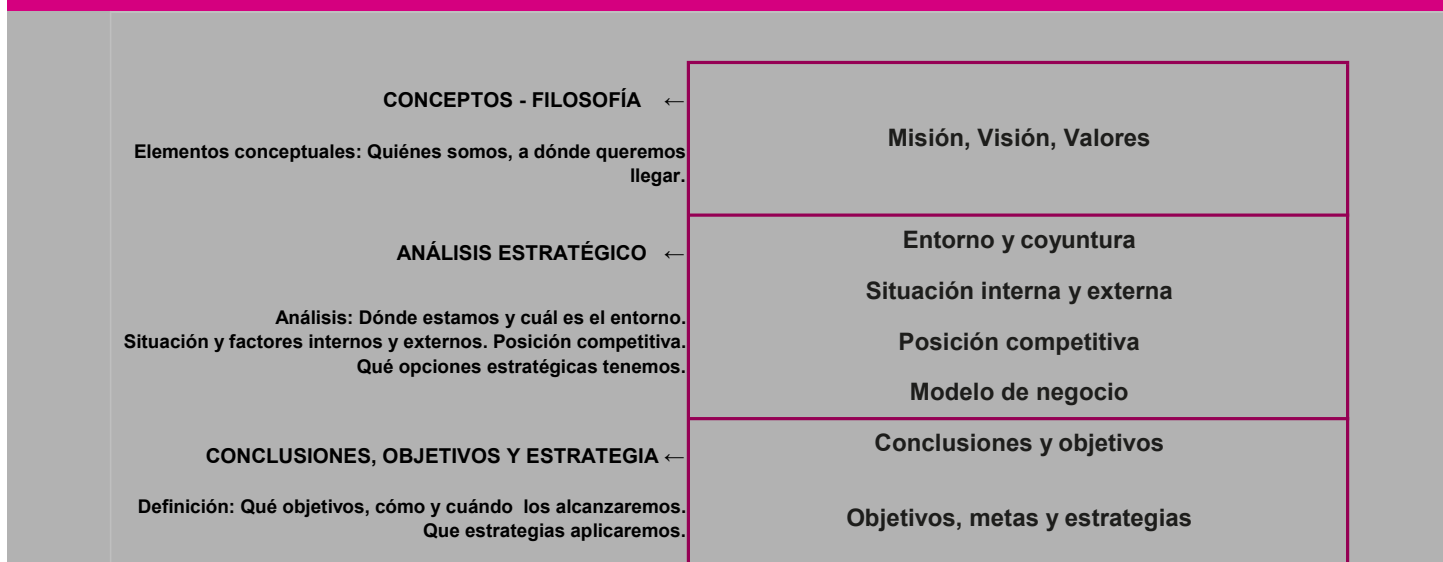 CONCEPTOS - FILOSOFÍA ←
Elementos conceptuales: Quiénes somos, a dónde queremos
llegar.
Misión, Visión, Valores
ANÁLISIS ESTRATÉGICO ←
Análisis: Dónde estamos y cuál es el entorno.
Situación y factores internos y externos. Posición competitiva.
Qué opciones estratégicas tenemos.
Entorno y coyuntura
Situación interna y externa
Posición competitiva
Modelo de negocio
CONCLUSIONES, OBJETIVOS Y ESTRATEGIA ←
Definición: Qué objetivos, cómo y cuándo los alcanzaremos.
Que estrategias aplicaremos.
Conclusiones y objetivos
Objetivos, metas y estrategias